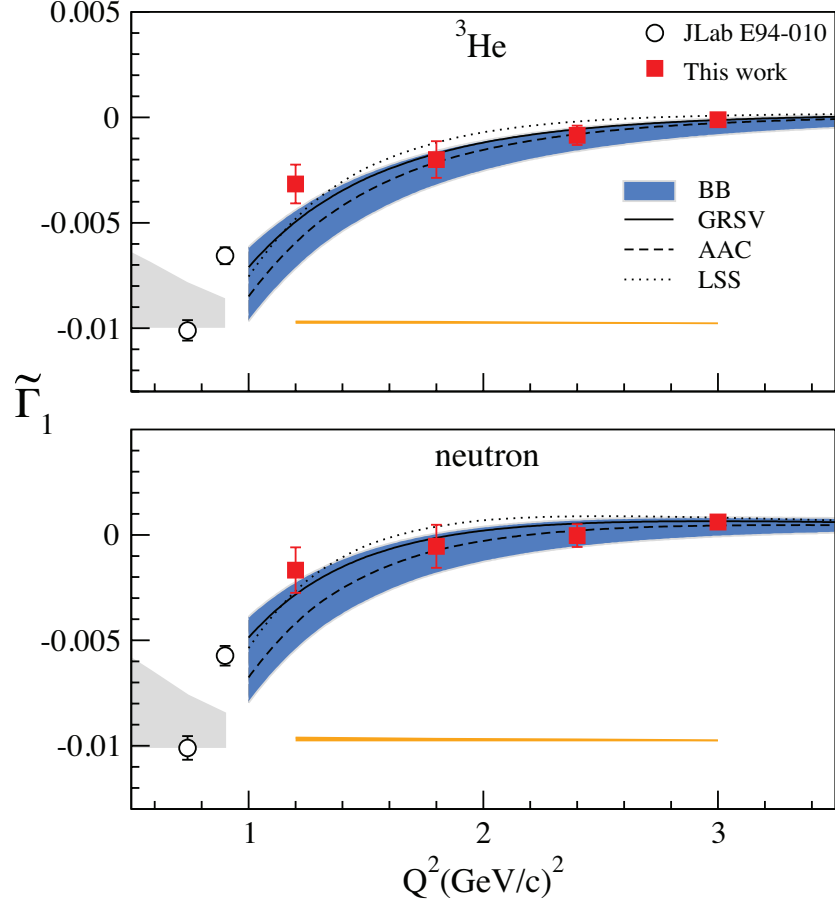 ³He
JLab E94-010
This work
0.005
0
-0.005
-0.01
BB
GRSV
AAC
LSS
Γ̃₁
neutron
0
-0.005
-0.01
1
2
3
Q²(GeV/c)²